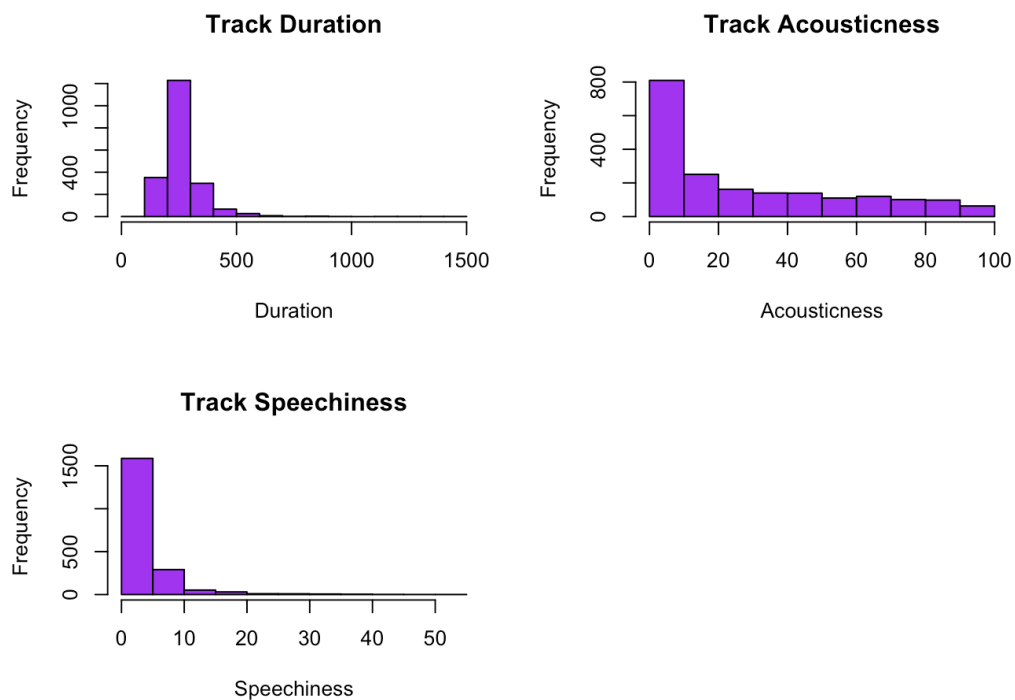 Track Duration
Frequency
1000
400
0
0 500 1000 1500
Duration
Track Acousticness
Frequency
800
400
0
0 20 40 60 80 100
Acousticness
Track Speechiness
Frequency
1500
500
0
0 10 20 30 40 50
Speechiness